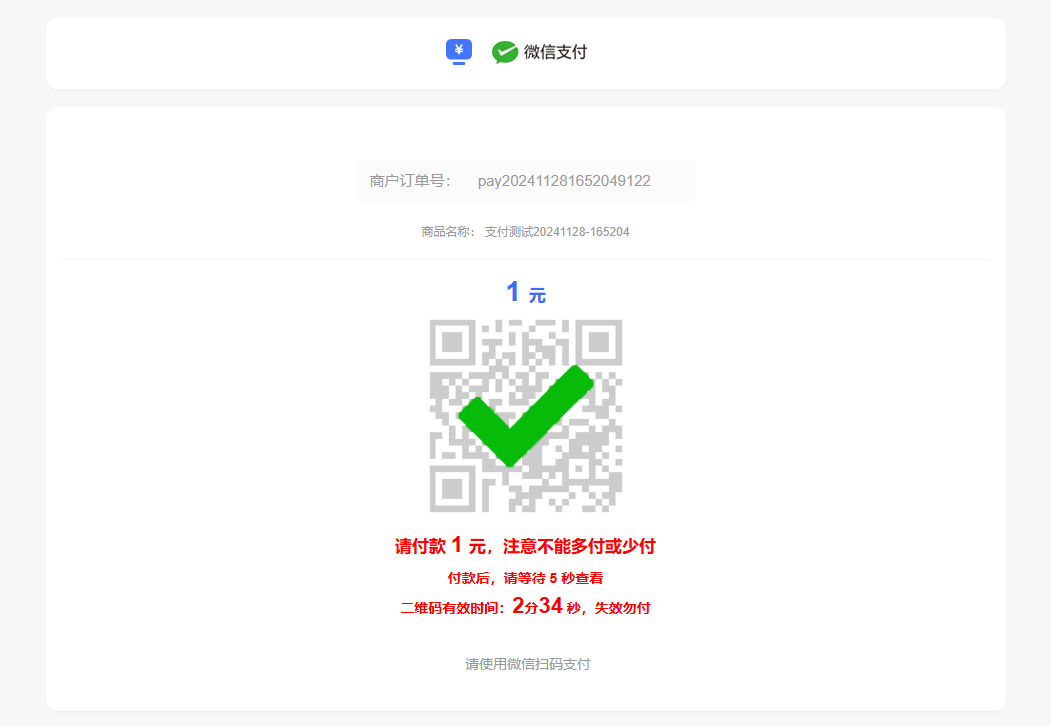 ¥ 微信支付
商户订单号： pay202411281652049122
商品名称： 支付测试20241128-165204
1 元
请付款 1 元，注意不能多付或少付
付款后，请等待 5 秒查看
二维码有效时间：2分34 秒，失效勿付
请使用微信扫码支付